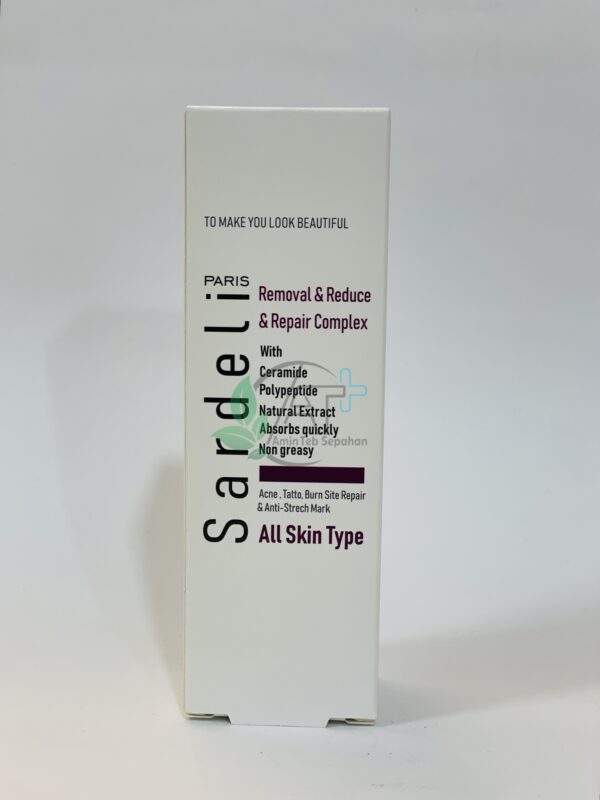 TO MAKE YOU LOOK BEAUTIFUL
PARIS
Sardeli
Removal & Reduce
& Repair Complex
With
Ceramide
Polypeptide
Natural Extract
Absorbs quickly
Non greasy
AT+
Amin Teb Sepahan
Acne , Tatto, Burn Site Repair
& Anti-Strech Mark
All Skin Type